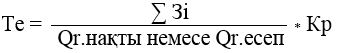 Te = ∑ Зi / Qr.нақты немесе Qr.есеп * Кр